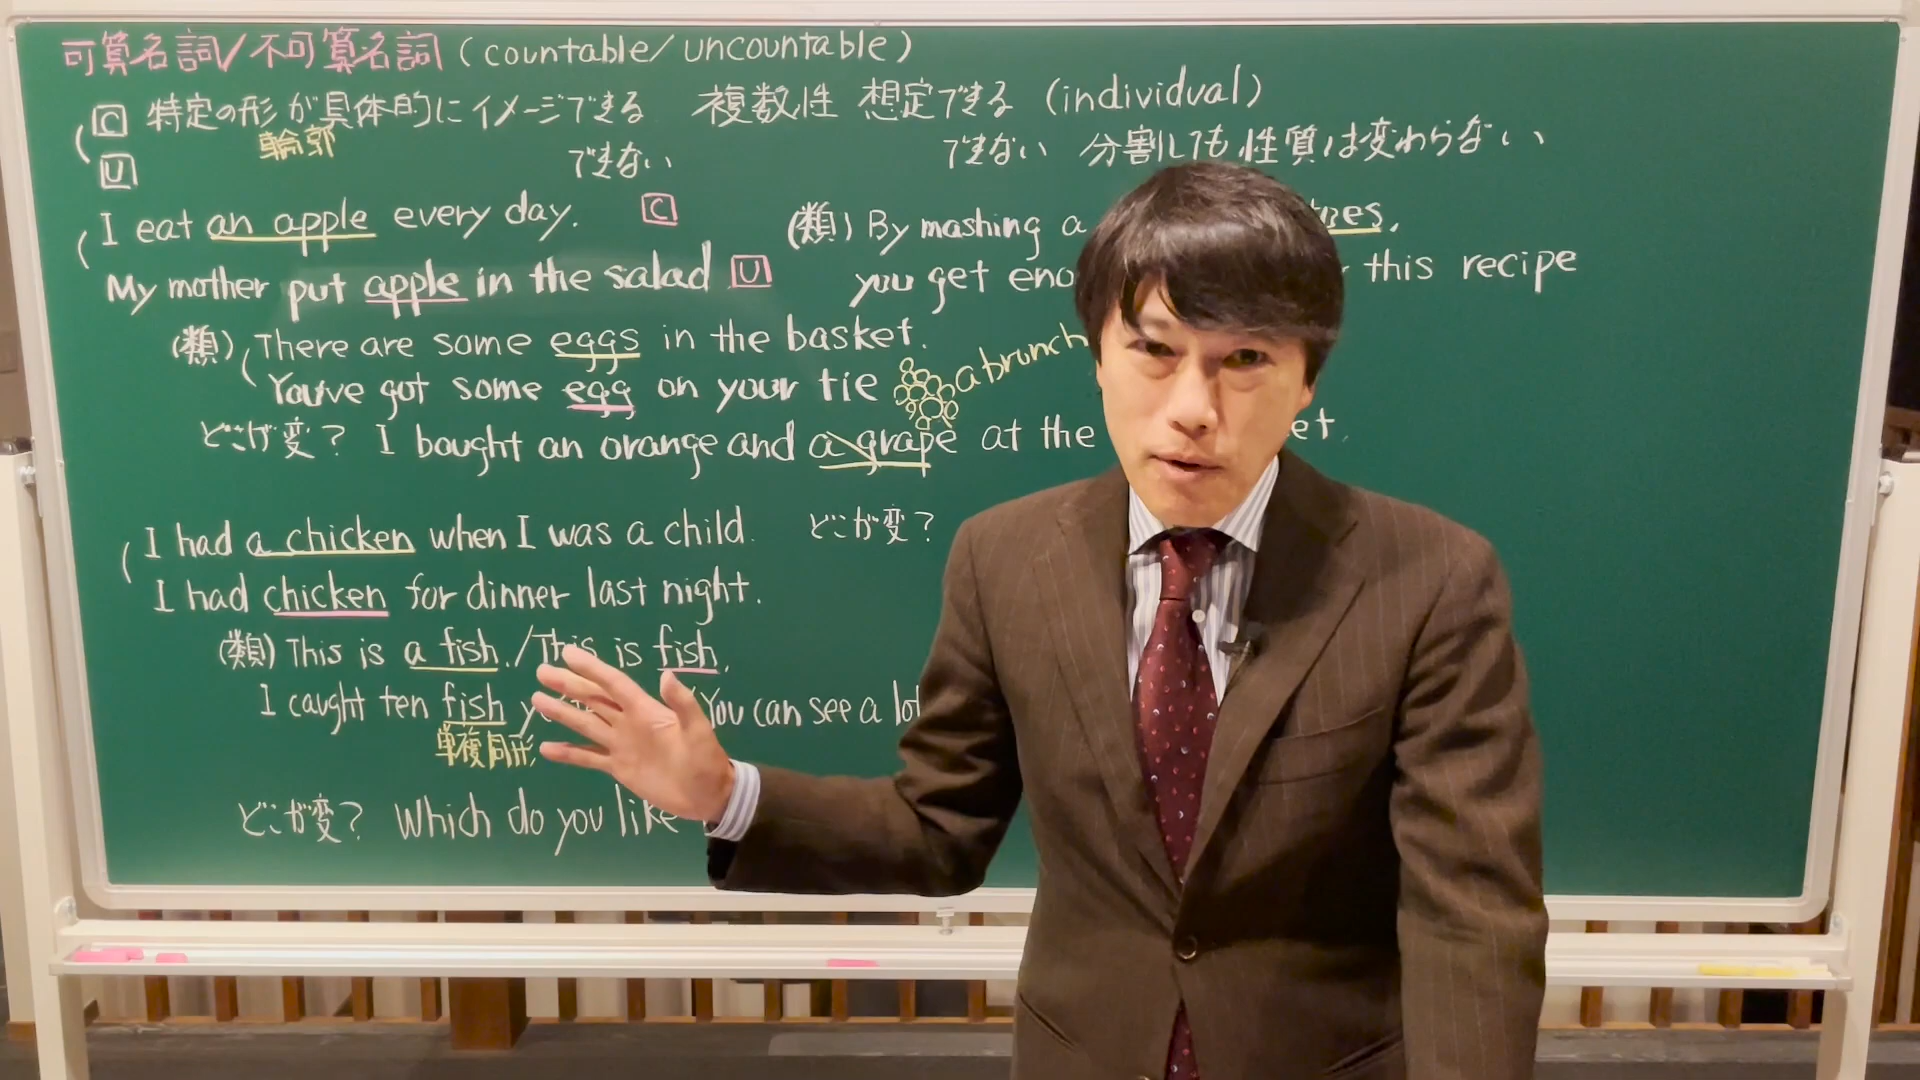 可算名詞/不可算名詞 (countable/uncountable)
C 特定の形が具体的にイメージできる 複数性 想定できる (individual)
輪郭
U できない できない 分割しても性質は変わらない、
I eat an apple every day. C
(類) By mashing a
you get this recipe
My mother put apple in the salad U
(類) There are some eggs in the basket.
You've got some egg on your tie
a brunch
どこが変? I bought an orange and a grape at the
I had a chicken when I was a child. どこが変?
I had chicken for dinner last night.
(類) This is a fish. / This is fish.
I caught ten fish You can see a
単複同形
どこが変? Which do you like